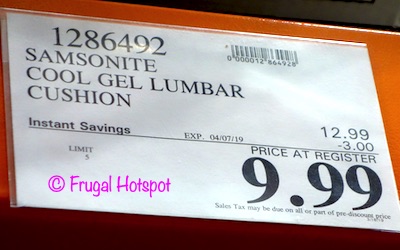 1286492
0000012864928
SAMSONITE
COOL GEL LUMBAR
CUSHION
Instant Savings EXP. 04/07/19
12.99
-3.00
LIMIT
5
PRICE AT REGISTER
9.99
Sales Tax may be due on all or part of pre-discount price
© Frugal Hotspot